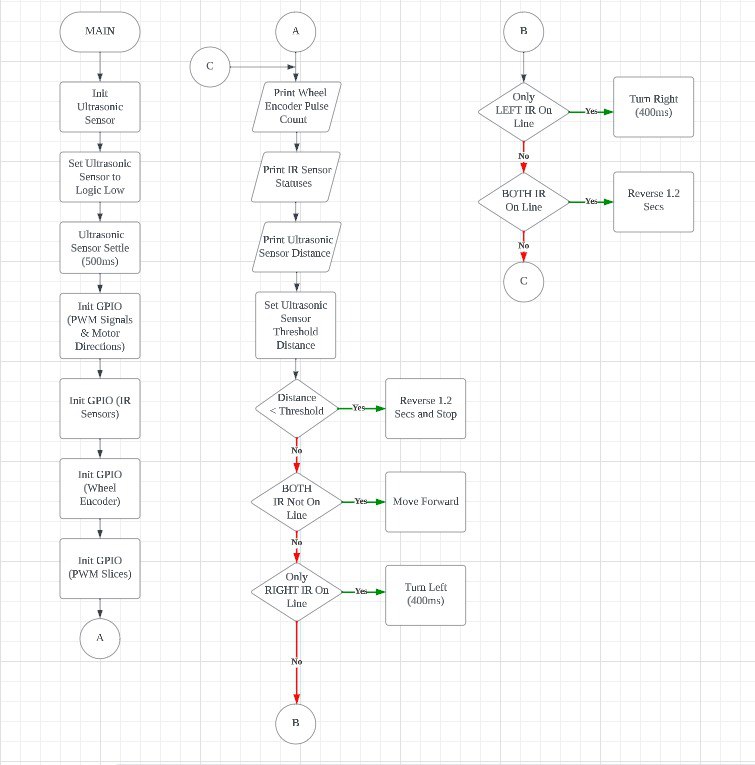 MAIN
Init
Ultrasonic
Sensor
Set Ultrasonic
Sensor to
Logic Low
Ultrasonic
Sensor Settle
(500ms)
Init GPIO
(PWM Signals
& Motor
Directions)
Init GPIO (IR
Sensors)
Init GPIO
(Wheel
Encoder)
Init GPIO
(PWM Slices)
A
A
C
Print Wheel
Encoder Pulse
Count
Print IR Sensor
Statuses
Print Ultrasonic
Sensor Distance
Set Ultrasonic
Sensor
Threshold
Distance
Distance
< Threshold
Yes
Reverse 1.2
Secs and Stop
No
BOTH
IR Not On
Line
Yes
Move Forward
No
Only
RIGHT IR On
Line
Yes
Turn Left
(400ms)
No
B
B
Only
LEFT IR On
Line
Yes
Turn Right
(400ms)
No
BOTH IR
On Line
Yes
Reverse 1.2
Secs
No
C